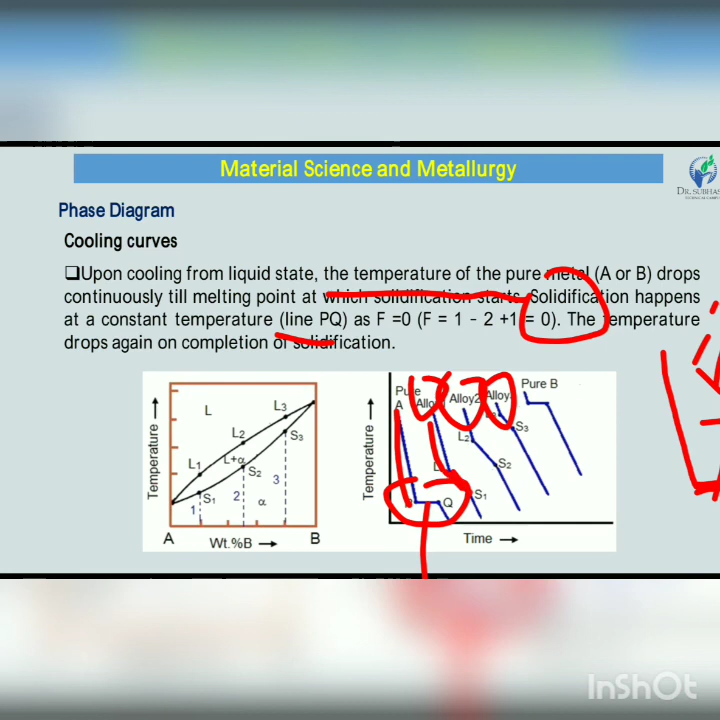 Material Science and Metallurgy
DR. SUBHAS
Phase Diagram
Cooling curves
❑Upon cooling from liquid state, the temperature of the pure metal (A or B) drops
continuously till melting point at which solidification starts. Solidification happens
at a constant temperature (line PQ) as F =0 (F = 1 – 2 +1 = 0). The temperature
drops again on completion of solidification.
Temperature
L
L1
L2
L3
L+α
S1
S2
S3
1
2
3
α
A
Wt.%B
B
Temperature
Pure
A
Alloy2
Pure B
L2
S3
S2
S1
Q
Time
InShOt